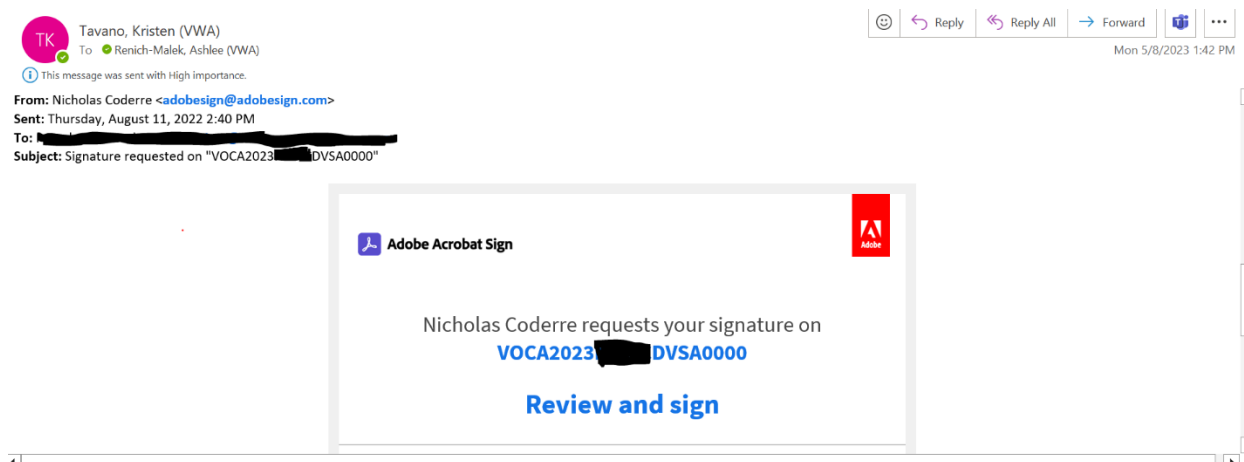 TK
Tavano, Kristen (VWA)
To Renich-Malek, Ashlee (VWA)
Reply
Reply All
Forward
Mon 5/8/2023 1:42 PM
This message was sent with High importance.
From: Nicholas Coderre <adobesign@adobesign.com>
Sent: Thursday, August 11, 2022 2:40 PM
To:
Subject: Signature requested on "VOCA2023 DVSA0000"
Adobe Acrobat Sign
Adobe
Nicholas Coderre requests your signature on
VOCA2023 DVSA0000
Review and sign